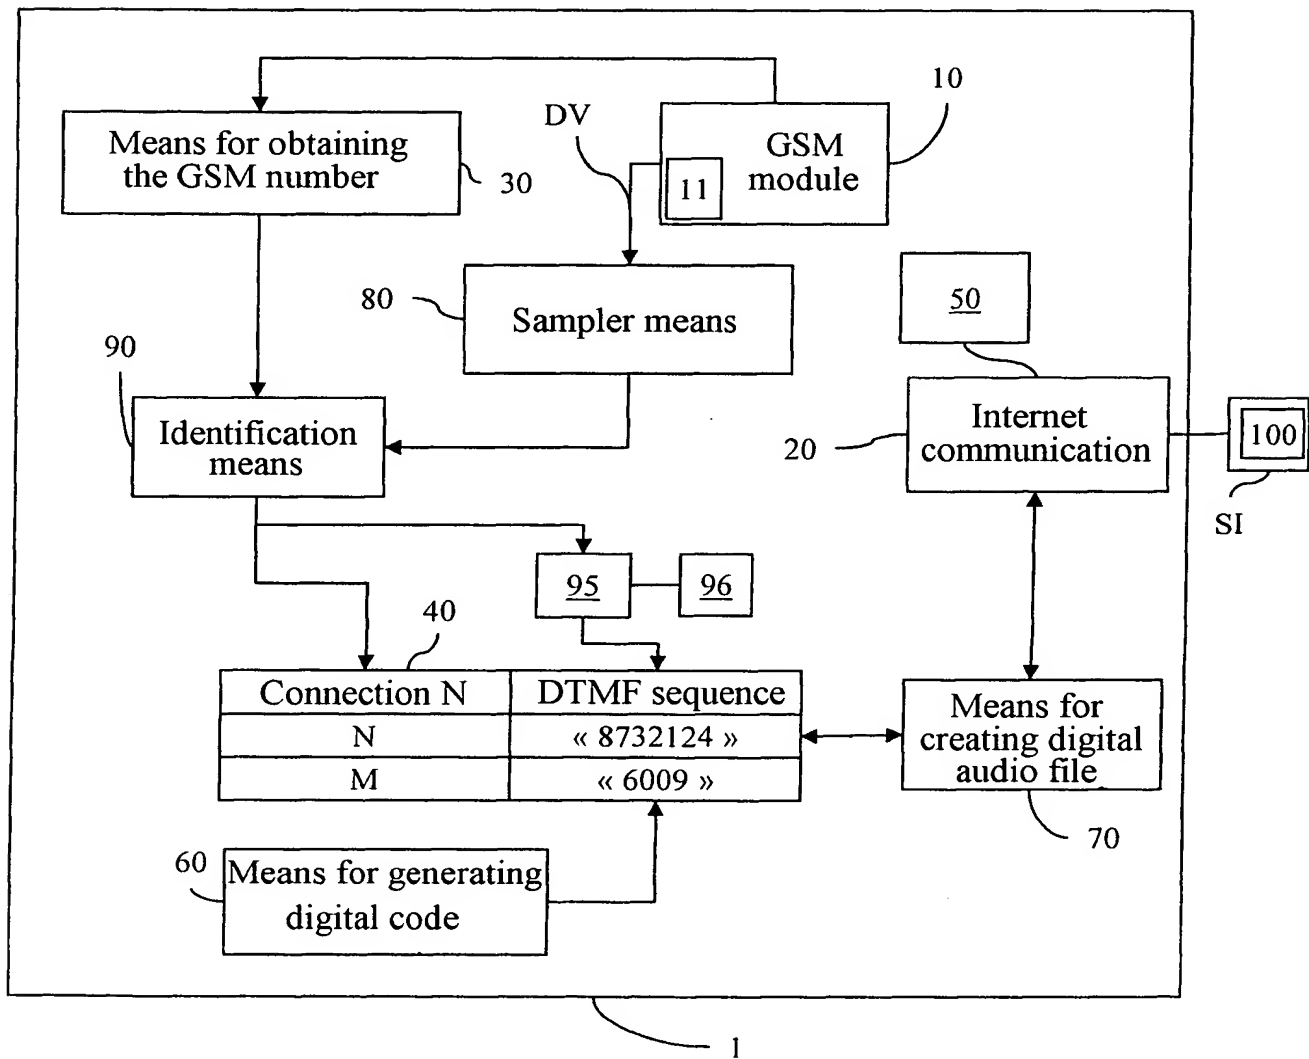 10
DV
Means for obtaining
the GSM number
30
GSM
module
11
80
Sampler means
50
90
Identification
means
20
Internet
communication
100
SI
95
96
40
Connection N
DTMF sequence
N
« 8732124 »
M
« 6009 »
Means for
creating digital
audio file
70
60
Means for generating
digital code
1